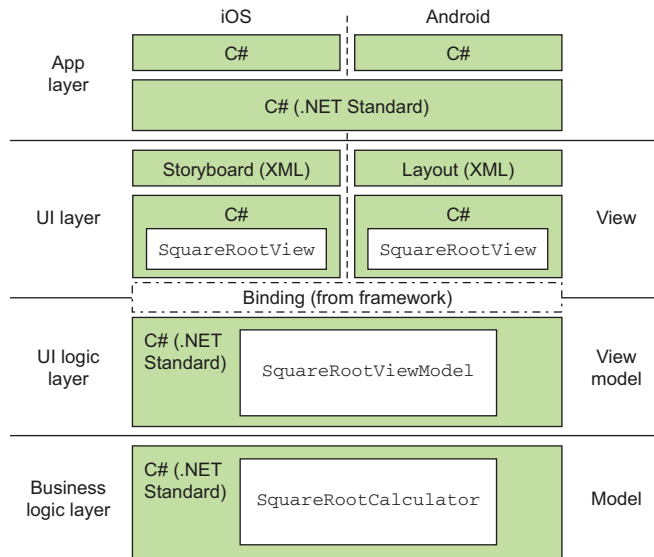 iOS
Android
App
layer
C#
C#
C# (.NET Standard)
UI layer
Storyboard (XML)
Layout (XML)
C#
C#
SquareRootView
SquareRootView
View
Binding (from framework)
UI logic
layer
C# (.NET
Standard)
SquareRootViewModel
View
model
Business
logic layer
C# (.NET
Standard)
SquareRootCalculator
Model